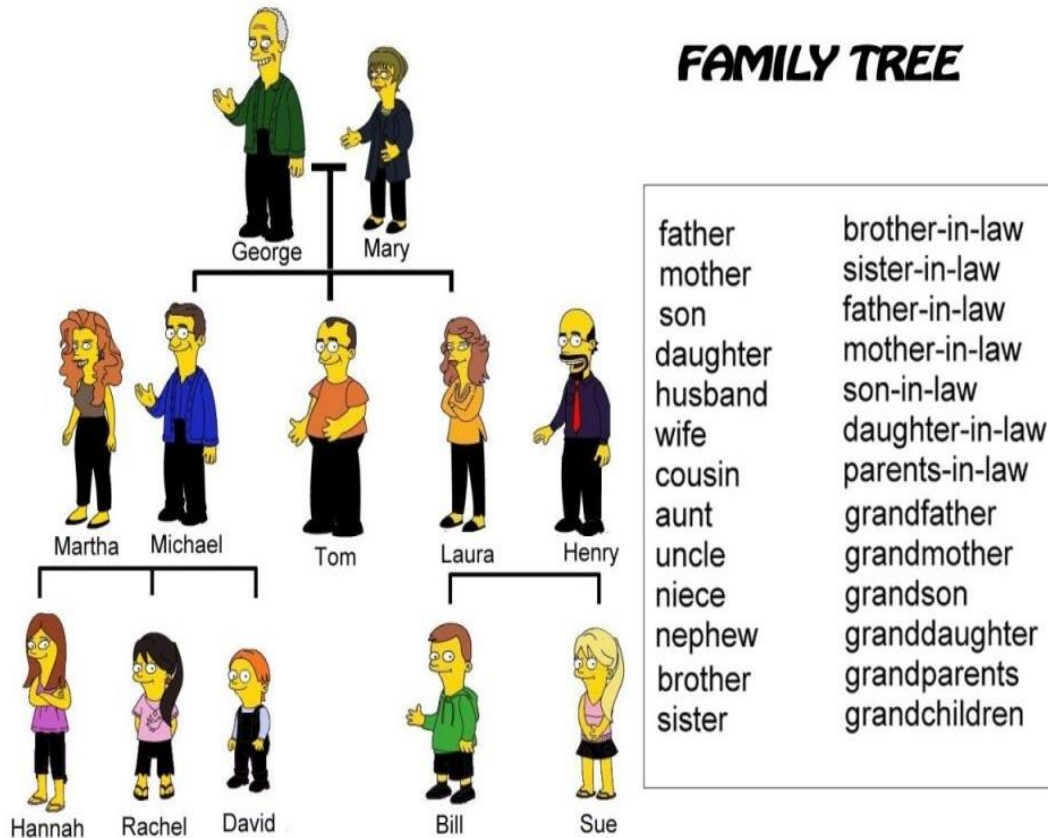 FAMILY TREE
George
Mary
Martha
Michael
Tom
Laura
Henry
Hannah
Rachel
David
Bill
Sue
father
mother
son
daughter
husband
wife
cousin
aunt
uncle
niece
nephew
brother
sister
brother-in-law
sister-in-law
father-in-law
mother-in-law
son-in-law
daughter-in-law
parents-in-law
grandfather
grandmother
grandson
granddaughter
grandparents
grandchildren